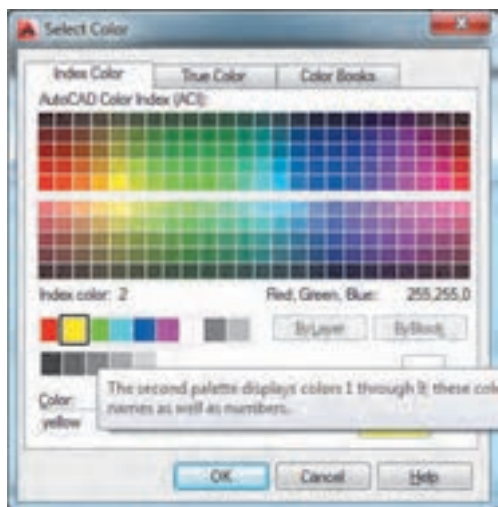 Select Color
Index Color
True Color
Color Books
AutoCAD Color Index (ACI):
Index color: 2
Red, Green, Blue: 255,255,0
ByLayer
ByBlock
The second palette displays colors 1 through 9; these
names as well as numbers.
Color:
yellow
OK
Cancel
Help